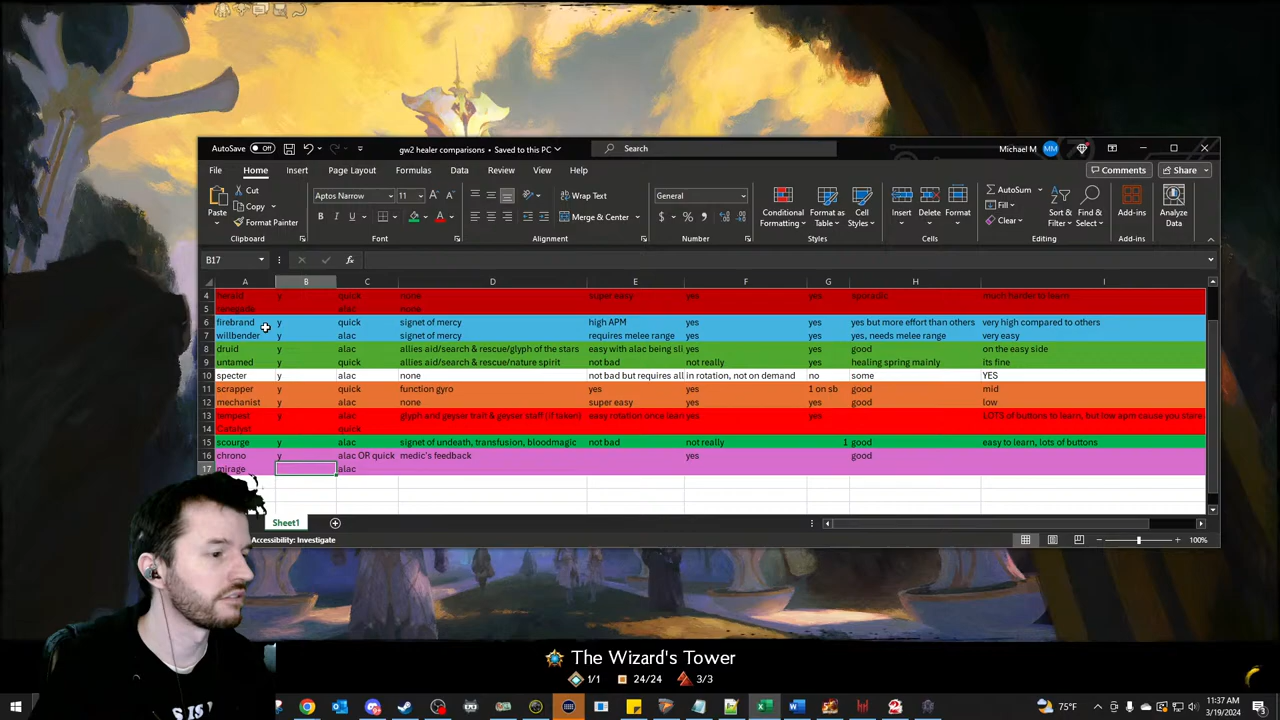 AutoSave Off gw2 healer comparisons • Saved to this PC Search Michael M MM
File Home Insert Page Layout Formulas Data Review View Help Comments Share
Paste Cut Copy Format Painter Clipboard
Aptos Narrow 11 B I U Font
Wrap Text Merge & Center Alignment
General $ % Number
Conditional Formatting Format as Table Cell Styles Styles
Insert Delete Format Cells
AutoSum Fill Clear Sort & Filter Find & Select Editing
Add-ins Add-ins
Analyze Data
B17 fx
A B C D E F G H I
4 herald y quick none super easy yes yes sporadic much harder to learn
5 renegade alac none
6 firebrand y quick signet of mercy high APM yes yes yes but more effort than others very high compared to others
7 willbender y alac signet of mercy requires melee range yes yes yes, needs melee range very easy
8 druid y alac allies aid/search & rescue/glyph of the stars easy with alac being sli yes yes good on the easy side
9 untamed y quick allies aid/search & rescue/nature spirit not bad not really yes healing spring mainly its fine
10 specter y alac none not bad but requires all in rotation, not on demand no some YES
11 scrapper y quick function gyro yes yes 1 on sb good mid
12 mechanist y alac none super easy yes yes good low
13 tempest y alac glyph and geyser trait & geyser staff (if taken) easy rotation once lear yes yes LOTS of buttons to learn, but low apm cause you stare
14 Catalyst quick
15 scourge y alac signet of undeath, transfusion, bloodmagic not bad not really 1 good easy to learn, lots of buttons
16 chrono y alac OR quick medic's feedback yes good
17 mirage alac
Sheet1
Accessibility: Investigate 100%
The Wizard's Tower
1/1 24/24 3/3
75°F 11:37 AM
3/19/2024